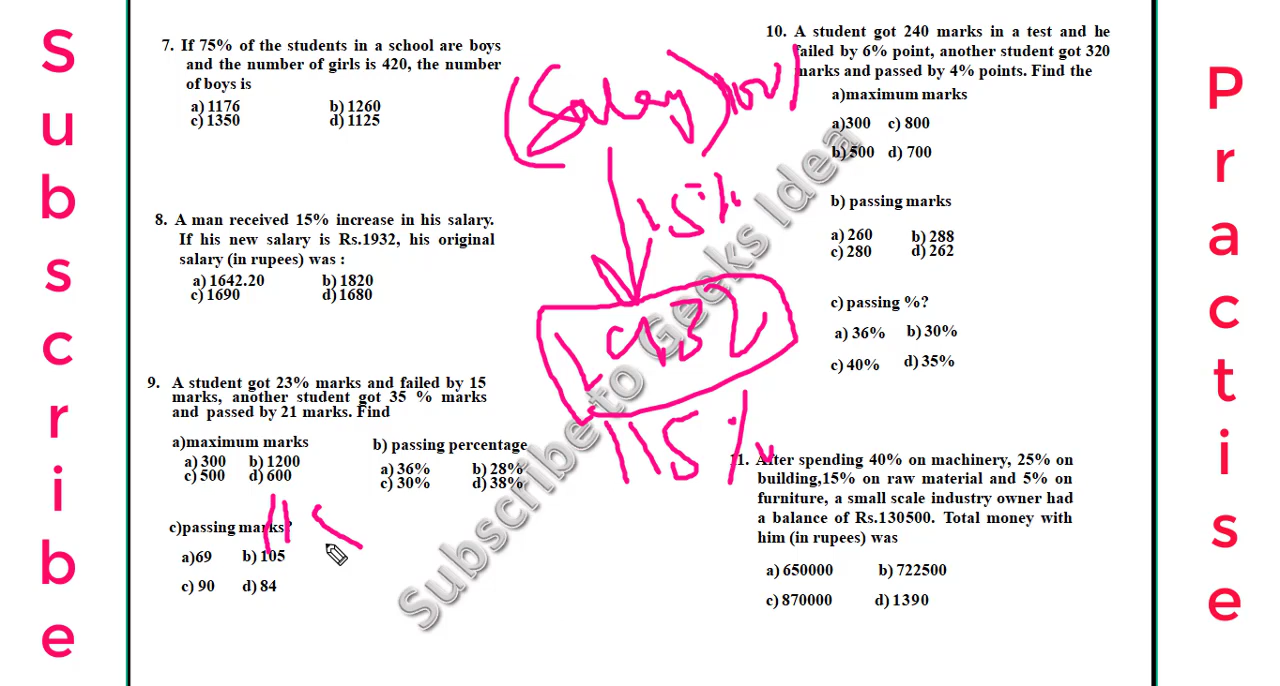 Subscribe
7. If 75% of the students in a school are boys
and the number of girls is 420, the number
of boys is
a) 1176 b) 1260
c) 1350 d) 1125
8. A man received 15% increase in his salary.
If his new salary is Rs.1932, his original
salary (in rupees) was :
a) 1642.20 b) 1820
c) 1690 d) 1680
9. A student got 23% marks and failed by 15
marks, another student got 35 % marks
and passed by 21 marks. Find
a)maximum marks
a) 300 b) 1200
c) 500 d) 600
b) passing percentage
a) 36% b) 28%
c) 30% d) 38%
c)passing marks?
a)69 b) 105
c) 90 d) 84
11
(Salary) 100%
15%
1932
115%
Subscribe to Geeks Idea
10. A student got 240 marks in a test and he
failed by 6% point, another student got 320
marks and passed by 4% points. Find the
a)maximum marks
a)300 c) 800
b) 500 d) 700
b) passing marks
a) 260 b) 288
c) 280 d) 262
c) passing %?
a) 36% b) 30%
c) 40% d) 35%
11. After spending 40% on machinery, 25% on
building,15% on raw material and 5% on
furniture, a small scale industry owner had
a balance of Rs.130500. Total money with
him (in rupees) was
a) 650000 b) 722500
c) 870000 d) 1390
Practise